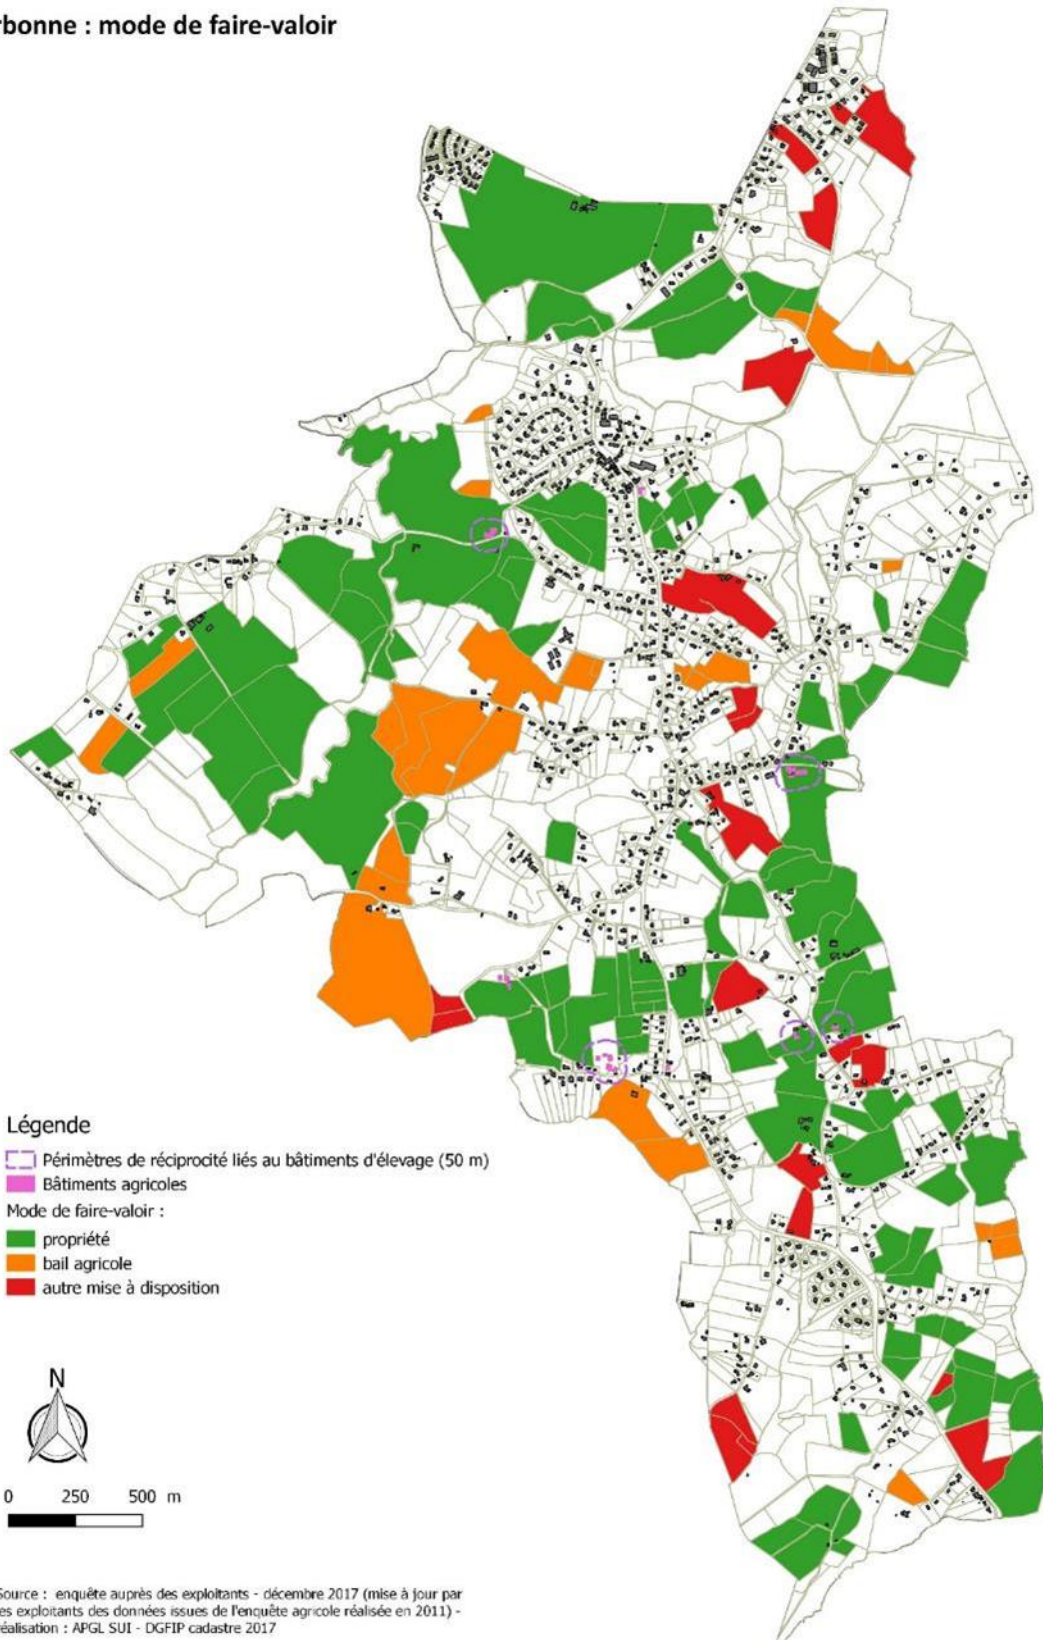 rbonne : mode de faire-valoir
Légende
Périmètres de réciprocité liés au bâtiments d'élevage (50 m)
Bâtiments agricoles
Mode de faire-valoir :
propriété
bail agricole
autre mise à disposition
N
0 250 500 m
Source : enquête auprès des exploitants - décembre 2017 (mise à jour par
es exploitants des données issues de l'enquête agricole réalisée en 2011) -
éalisation : APGL SUI - DGFIP cadastre 2017